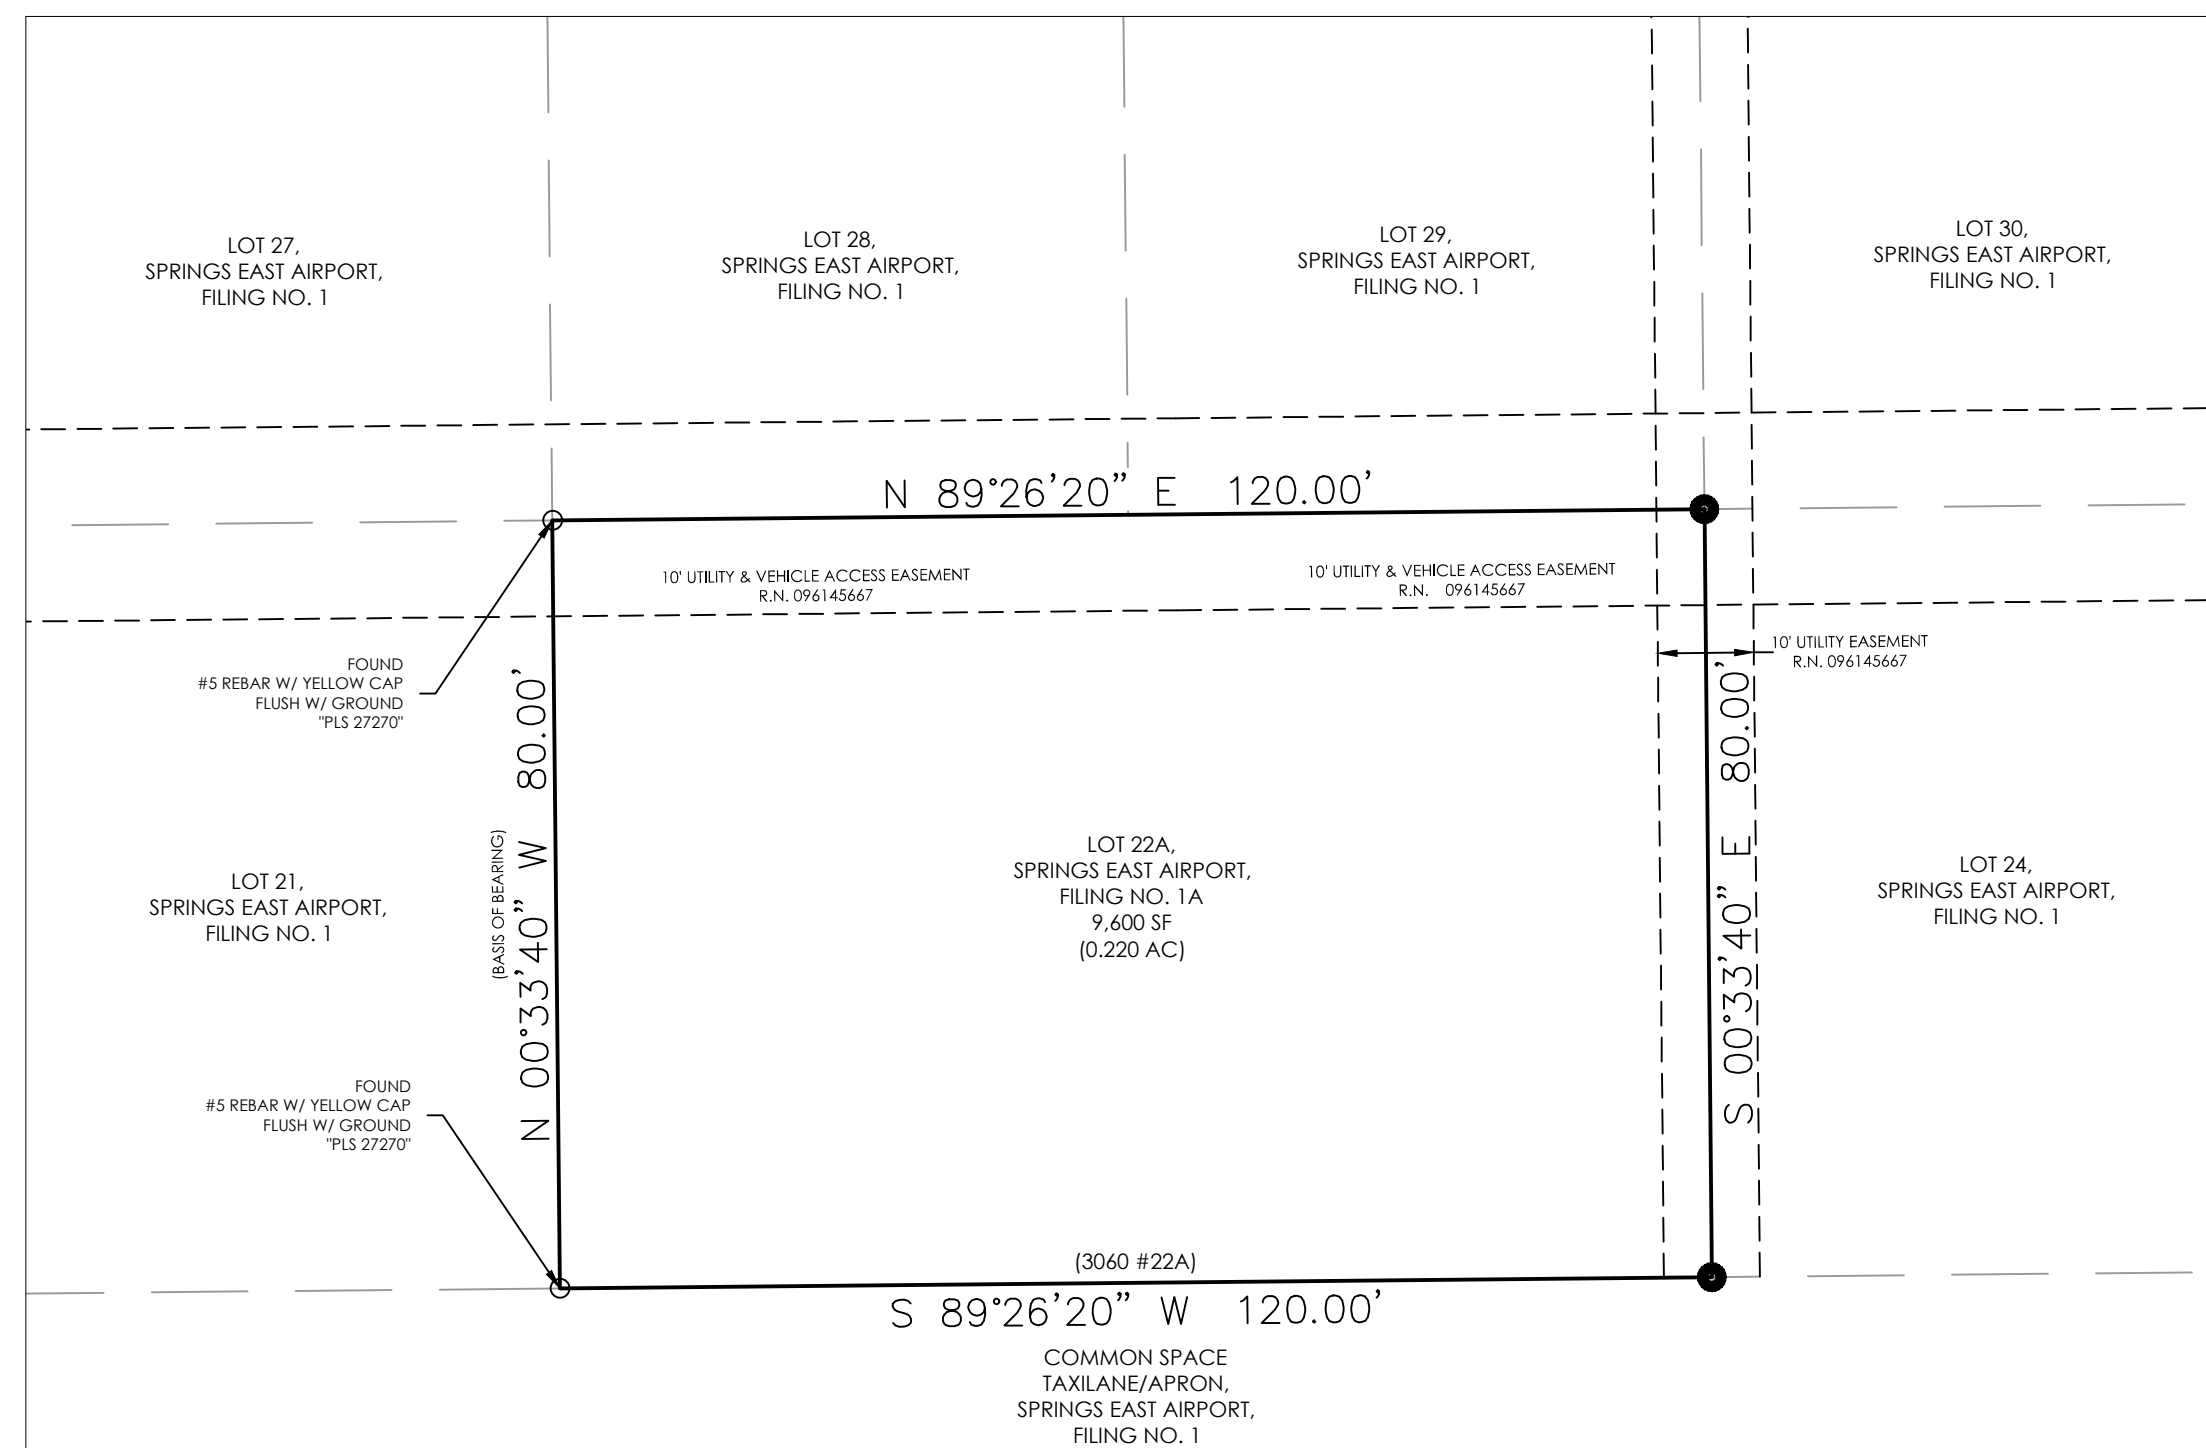 LOT 27,
SPRINGS EAST AIRPORT,
FILING NO. 1
LOT 28,
SPRINGS EAST AIRPORT,
FILING NO. 1
LOT 29,
SPRINGS EAST AIRPORT,
FILING NO. 1
LOT 30,
SPRINGS EAST AIRPORT,
FILING NO. 1
N 89°26'20" E 120.00'
10' UTILITY & VEHICLE ACCESS EASEMENT
R.N. 096145667
10' UTILITY & VEHICLE ACCESS EASEMENT
R.N. 096145667
10' UTILITY EASEMENT
R.N. 096145667
FOUND
#5 REBAR W/ YELLOW CAP
FLUSH W/ GROUND
"PLS 27270"
N 00°33'40" W 80.00'
(BASIS OF BEARING)
S 00°33'40" E 80.00'
LOT 21,
SPRINGS EAST AIRPORT,
FILING NO. 1
LOT 22A,
SPRINGS EAST AIRPORT,
FILING NO. 1A
9,600 SF
(0.220 AC)
LOT 24,
SPRINGS EAST AIRPORT,
FILING NO. 1
FOUND
#5 REBAR W/ YELLOW CAP
FLUSH W/ GROUND
"PLS 27270"
(3060 #22A)
S 89°26'20" W 120.00'
COMMON SPACE
TAXILANE/APRON,
SPRINGS EAST AIRPORT,
FILING NO. 1